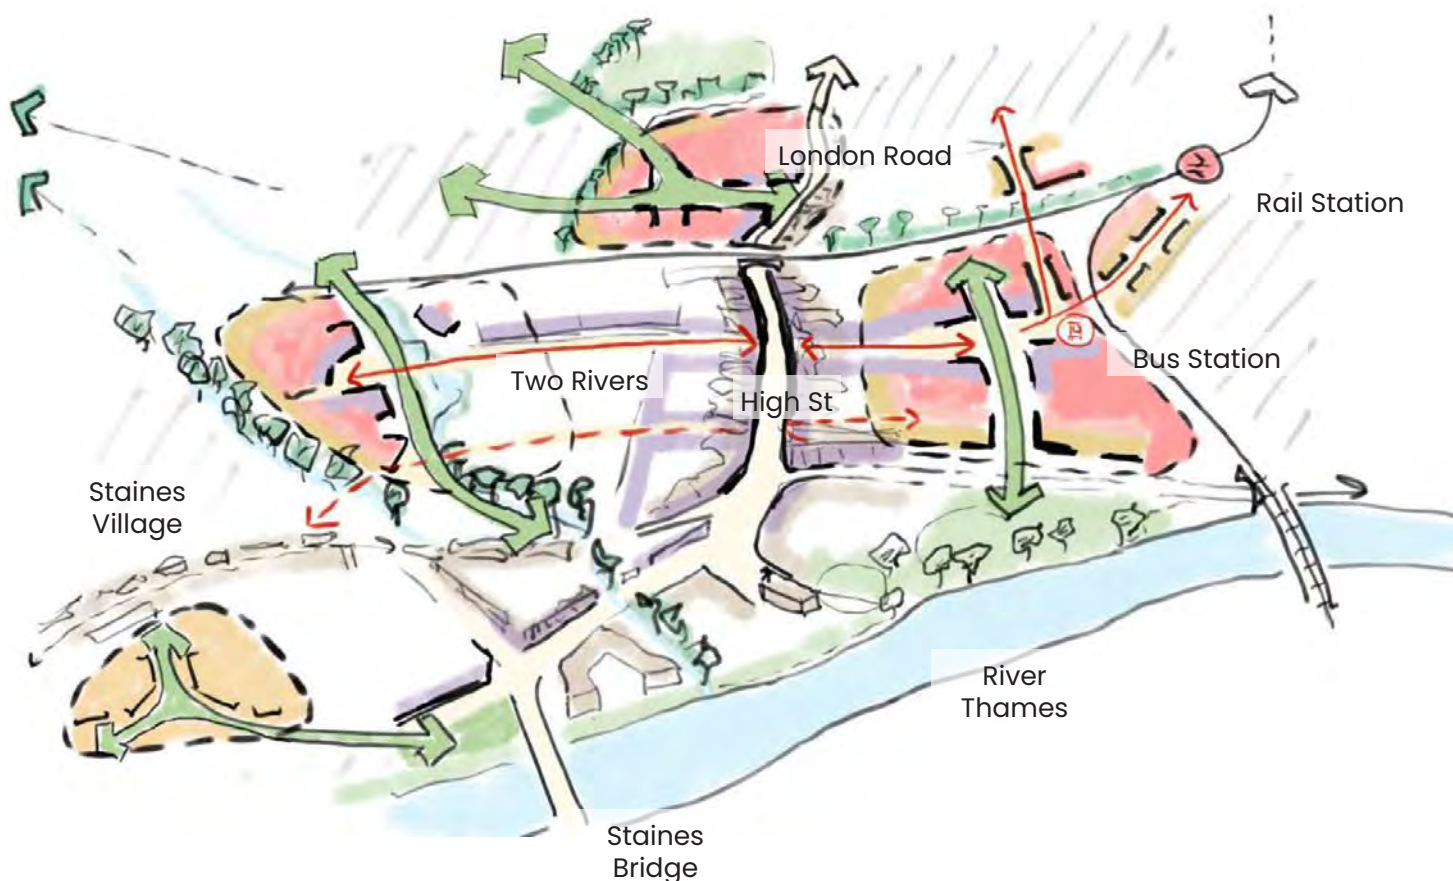 London Road
Rail Station
Bus Station
Two Rivers
High St
Staines
Village
River
Thames
Staines
Bridge